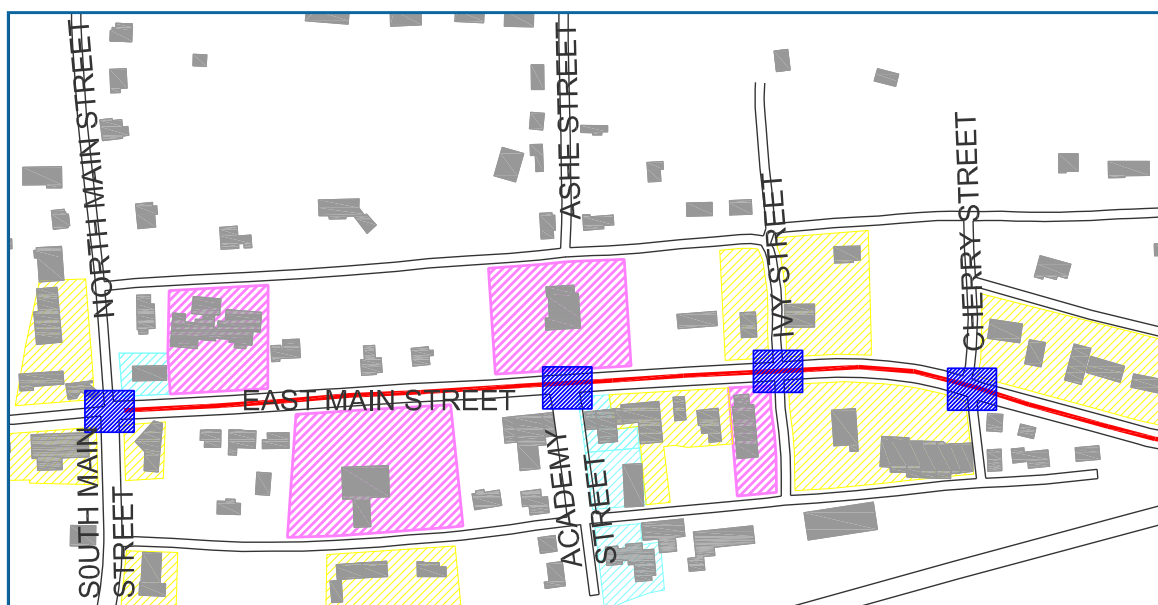 NORTH MAIN STREET
ASHE STREET
IVY STREET
CHERRY STREET
EAST MAIN STREET
S0UTH MAIN
STREET
ACADEMY
STREET